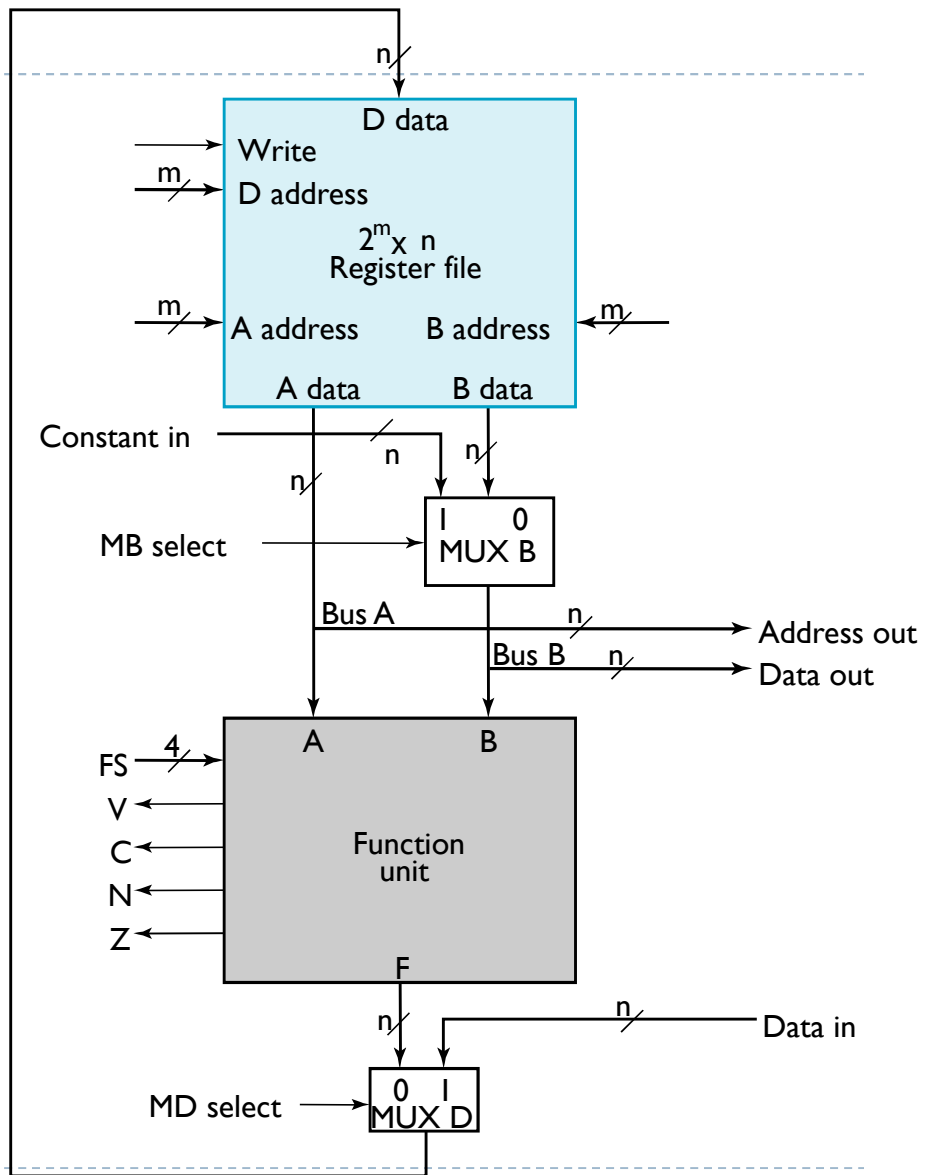 n
D data
Write
m
D address
2^m x n
Register file
m
m
A address
B address
A data
B data
Constant in
n
n
n
1 0
MUX B
MB select
Bus A
n
Address out
Bus B
n
Data out
A
B
FS
4
V
C
N
Z
Function
unit
F
n
n
Data in
0 1
MUX D
MD select